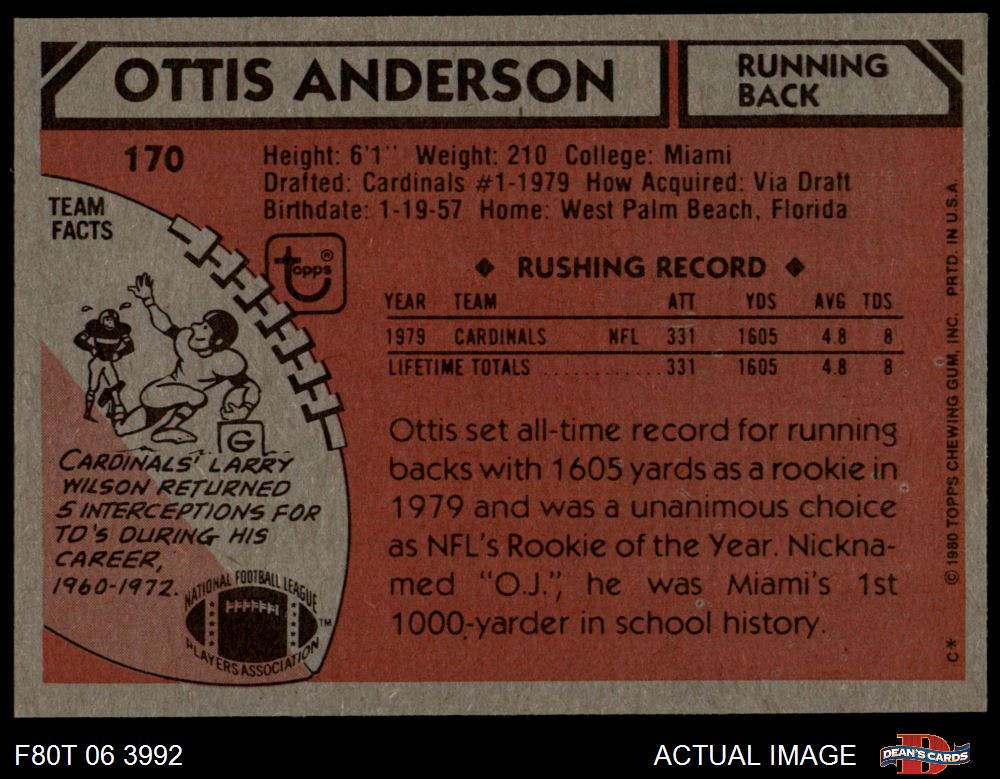 OTTIS ANDERSON
RUNNING
BACK
170
Height: 6'1" Weight: 210 College: Miami
Drafted: Cardinals #1-1979 How Acquired: Via Draft
Birthdate: 1-19-57 Home: West Palm Beach, Florida
TEAM
FACTS
topps®
◆ RUSHING RECORD ◆
YEAR TEAM ATT YDS AVG TDS
1979 CARDINALS NFL 331 1605 4.8 8
LIFETIME TOTALS ............ 331 1605 4.8 8
G
CARDINALS' LARRY
WILSON RETURNED
5 INTERCEPTIONS FOR
TD'S DURING HIS
CAREER,
1960-1972.
NATIONAL FOOTBALL LEAGUE
PLAYERS ASSOCIATION
TM
Ottis set all-time record for running
backs with 1605 yards as a rookie in
1979 and was a unanimous choice
as NFL's Rookie of the Year. Nickna-
med "O.J.", he was Miami's 1st
1000-yarder in school history.
C* © 1980 TOPPS CHEWING GUM, INC. PRTD. IN U.S.A.
F80T 06 3992
ACTUAL IMAGE
DEAN'S CARDS